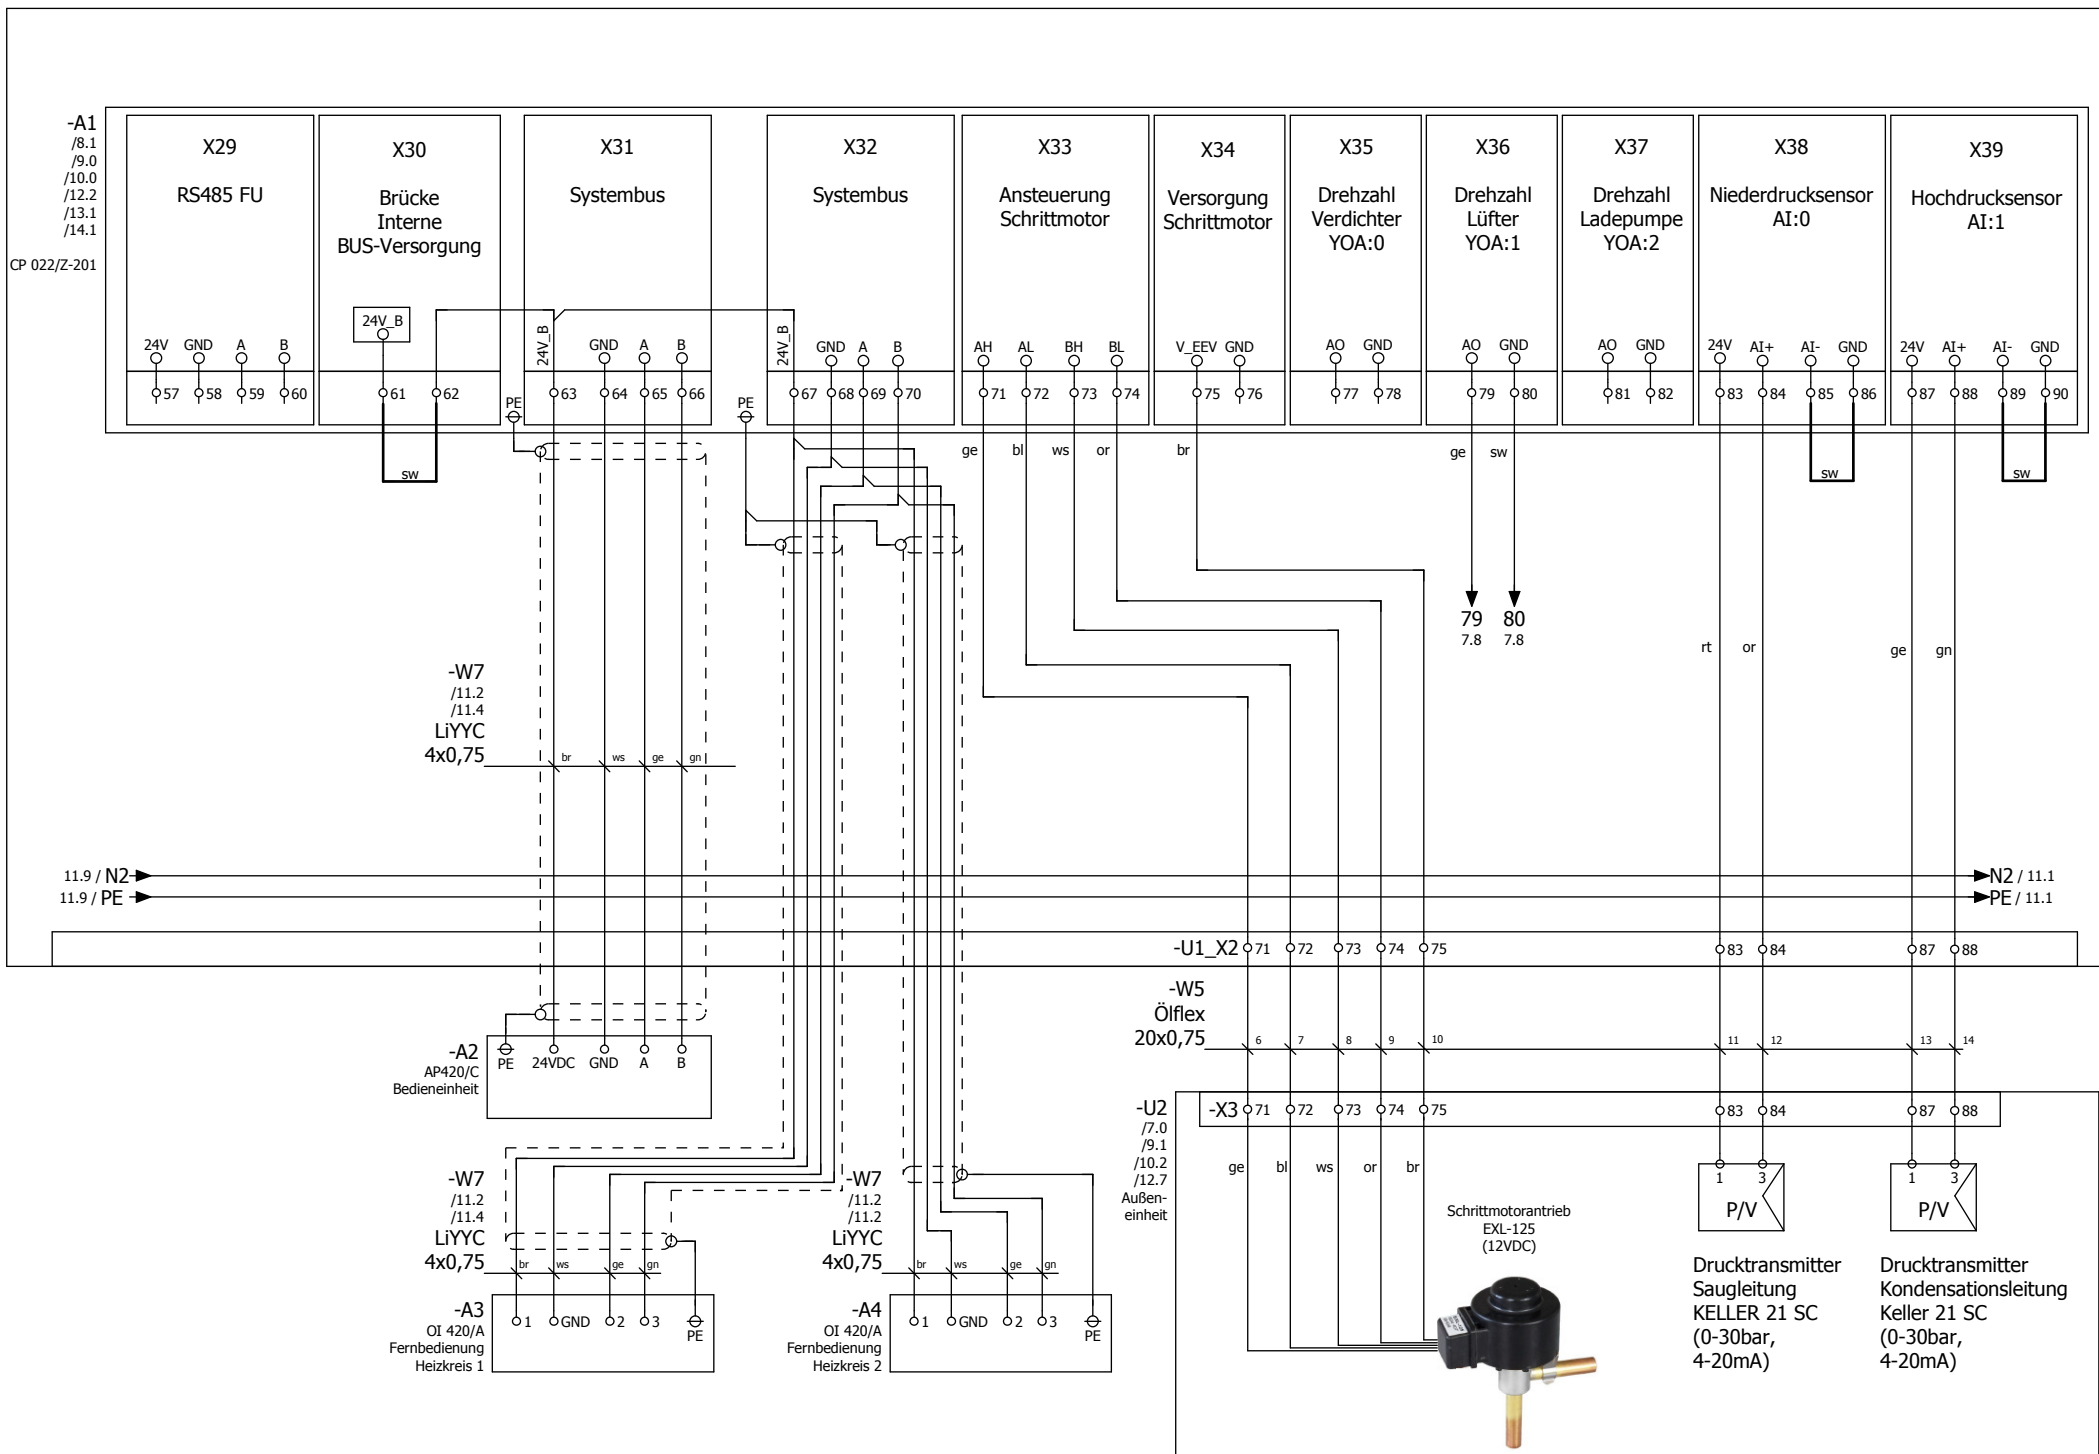 -A1
/8.1
/9.0
/10.0
/12.2
/13.1
/14.1
CP 022/Z-201
X29
RS485 FU
24V GND A B
57 58 59 60
X30
Brücke
Interne
BUS-Versorgung
24V_B
61 62
sw
X31
Systembus
24V_B GND A B
PE 63 64 65 66
X32
Systembus
24V_B GND A B
PE 67 68 69 70
X33
Ansteuerung
Schrittmotor
AH AL BH BL
71 72 73 74
ge bl ws or
X34
Versorgung
Schrittmotor
V_EEV GND
75 76
br
X35
Drehzahl
Verdichter
YOA:0
AO GND
77 78
X36
Drehzahl
Lüfter
YOA:1
AO GND
79 80
ge sw
79 80
7.8 7.8
X37
Drehzahl
Ladepumpe
YOA:2
AO GND
81 82
X38
Niederdrucksensor
AI:0
24V AI+ AI- GND
83 84 85 86
sw
rt or
X39
Hochdrucksensor
AI:1
24V AI+ AI- GND
87 88 89 90
sw
ge gn
-W7
/11.2
/11.4
LiYYC
4x0,75
br ws ge gn
11.9 / N2
N2 / 11.1
11.9 / PE
PE / 11.1
-U1_X2 71 72 73 74 75 83 84 87 88
-W5
Ölflex
20x0,75
6 7 8 9 10 11 12 13 14
-A2
AP420/C
Bedieneinheit
PE 24VDC GND A B
-U2
/7.0
/9.1
/10.2
/12.7
Außen-
einheit
-X3 71 72 73 74 75 83 84 87 88
ge bl ws or br
1 3
P/V
1 3
P/V
-W7
/11.2
/11.4
LiYYC
4x0,75
br ws ge gn
-W7
/11.2
/11.2
LiYYC
4x0,75
br ws ge gn
-A3
OI 420/A
Fernbedienung
Heizkreis 1
1 GND 2 3 PE
-A4
OI 420/A
Fernbedienung
Heizkreis 2
1 GND 2 3 PE
Schrittmotorantrieb
EXL-125
(12VDC)
Drucktransmitter
Saugleitung
KELLER 21 SC
(0-30bar,
4-20mA)
Drucktransmitter
Kondensationsleitung
Keller 21 SC
(0-30bar,
4-20mA)